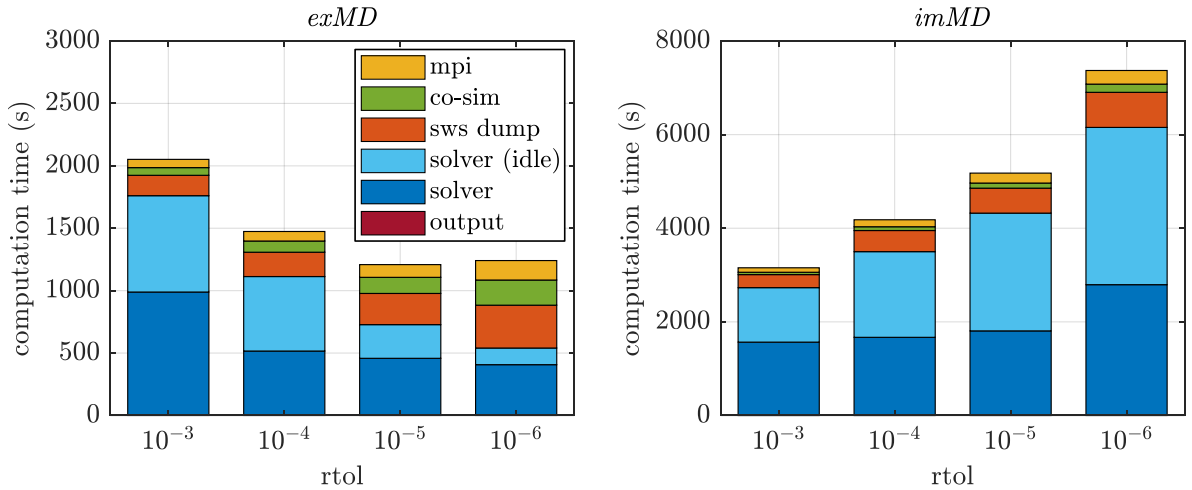 exMD
computation time (s)
3000
2500
2000
1500
1000
500
0
mpi
co-sim
sws dump
solver (idle)
solver
output
10⁻³ 10⁻⁴ 10⁻⁵ 10⁻⁶
rtol
imMD
computation time (s)
8000
6000
4000
2000
0
10⁻³ 10⁻⁴ 10⁻⁵ 10⁻⁶
rtol